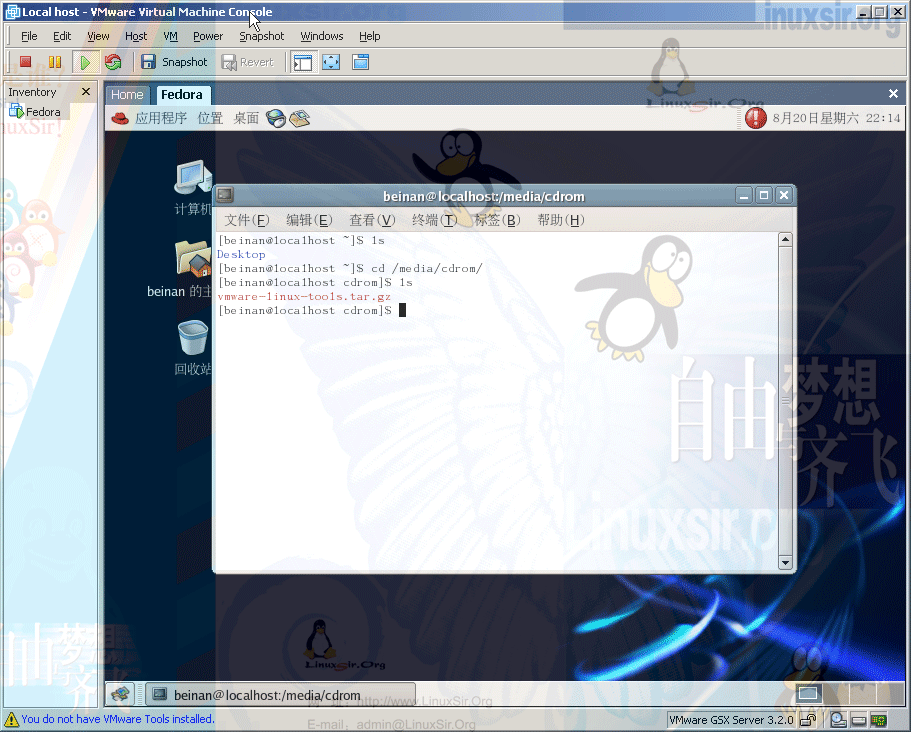 Local host - VMware Virtual Machine Console
File Edit View Host VM Power Snapshot Windows Help
Snapshot Revert
Inventory
Fedora
Home Fedora
应用程序 位置 桌面
8月20日星期六 22:14
计算机
beinan 的主
回收站
beinan@localhost:/media/cdrom
文件(F) 编辑(E) 查看(V) 终端(T) 标签(B) 帮助(H)
[beinan@localhost ~]$ ls
Desktop
[beinan@localhost ~]$ cd /media/cdrom/
[beinan@localhost cdrom]$ ls
vmware-linux-tools.tar.gz
[beinan@localhost cdrom]$
beinan@localhost:/media/cdrom
You do not have VMware Tools installed.
VMware GSX Server 3.2.0
LinuxSir.Org
自由梦想
齐飞
Linuxsir.org
LinuxSir.Org
http://www.LinuxSir.Org
E-mail: admin@LinuxSir.Org